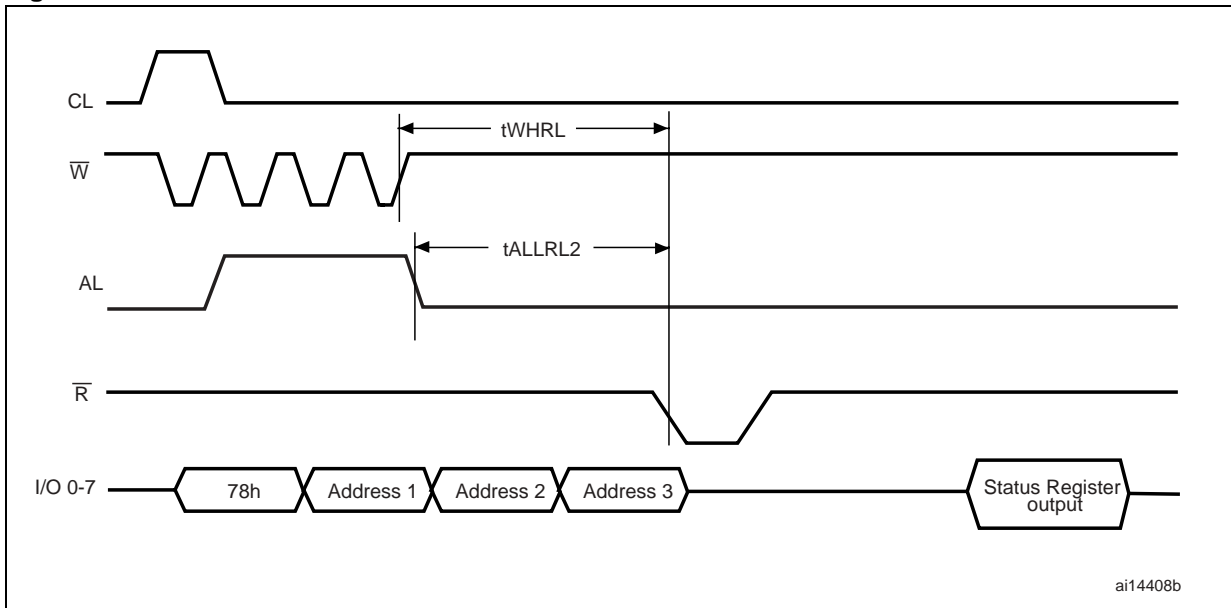 CL
tWHRL
W
tALLRL2
AL
R
I/O 0-7
78h
Address 1
Address 2
Address 3
Status Register
output
ai14408b